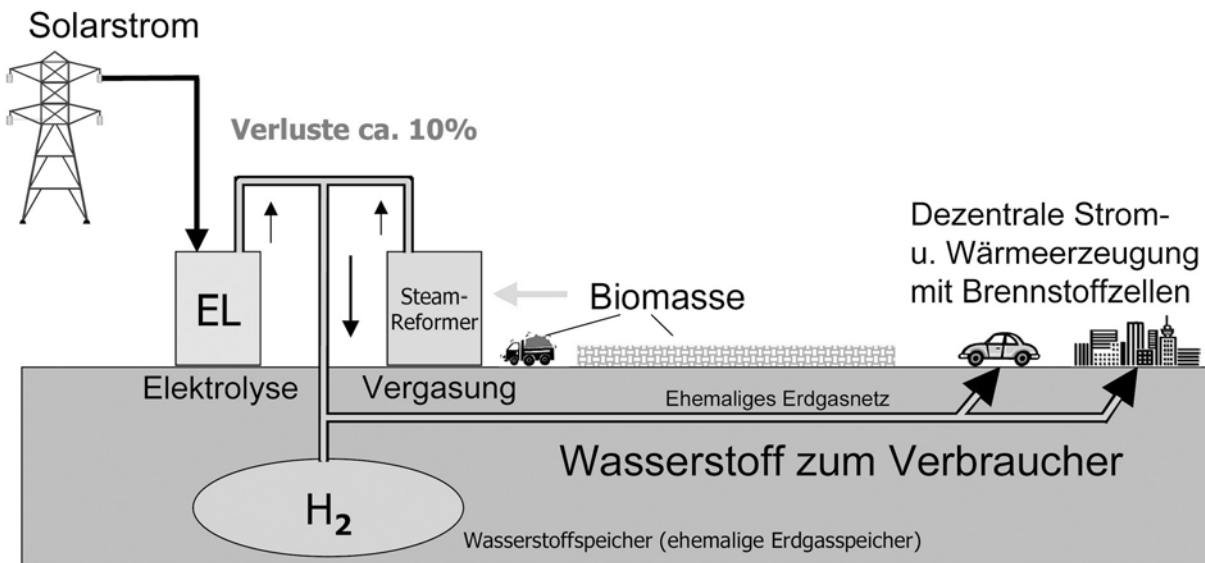 Solarstrom
Verluste ca. 10%
EL
Steam-
Reformer
Biomasse
Dezentrale Strom-
u. Wärmeerzeugung
mit Brennstoffzellen
Elektrolyse
Vergasung
Ehemaliges Erdgasnetz
Wasserstoff zum Verbraucher
H₂
Wasserstoffspeicher (ehemalige Erdgasspeicher)